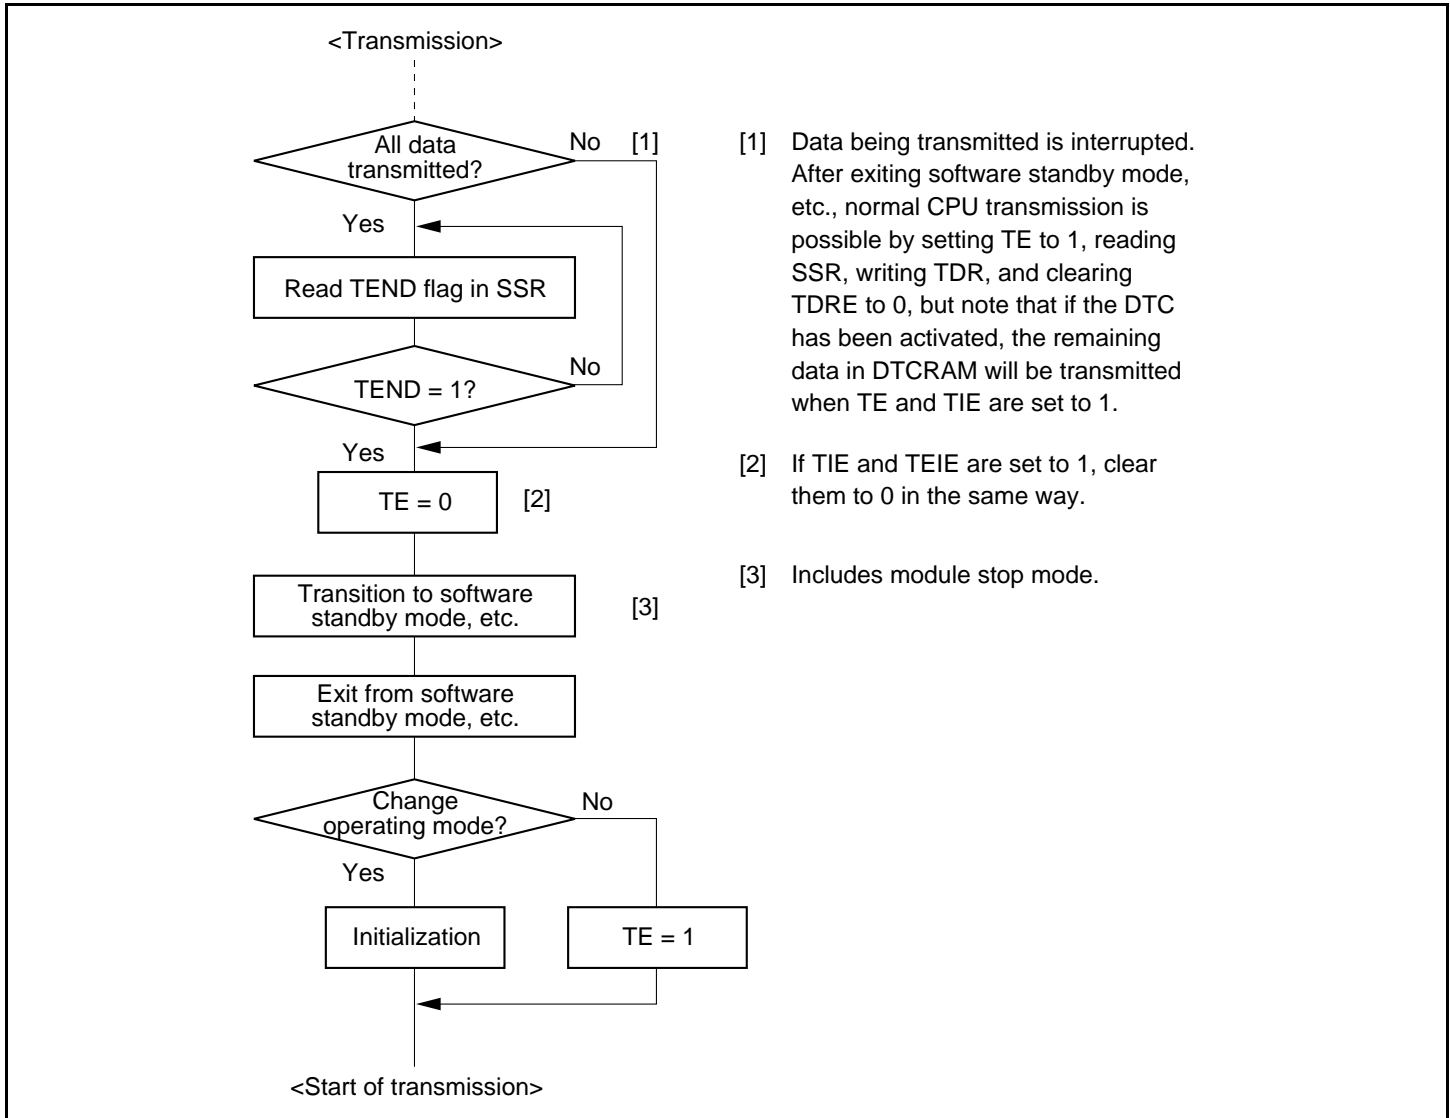 <Transmission>
All data
transmitted?
No
[1]
Yes
Read TEND flag in SSR
TEND = 1?
No
Yes
TE = 0
[2]
Transition to software
standby mode, etc.
[3]
Exit from software
standby mode, etc.
Change
operating mode?
No
Yes
Initialization
TE = 1
<Start of transmission>
[1] Data being transmitted is interrupted.
After exiting software standby mode,
etc., normal CPU transmission is
possible by setting TE to 1, reading
SSR, writing TDR, and clearing
TDRE to 0, but note that if the DTC
has been activated, the remaining
data in DTCRAM will be transmitted
when TE and TIE are set to 1.
[2] If TIE and TEIE are set to 1, clear
them to 0 in the same way.
[3] Includes module stop mode.